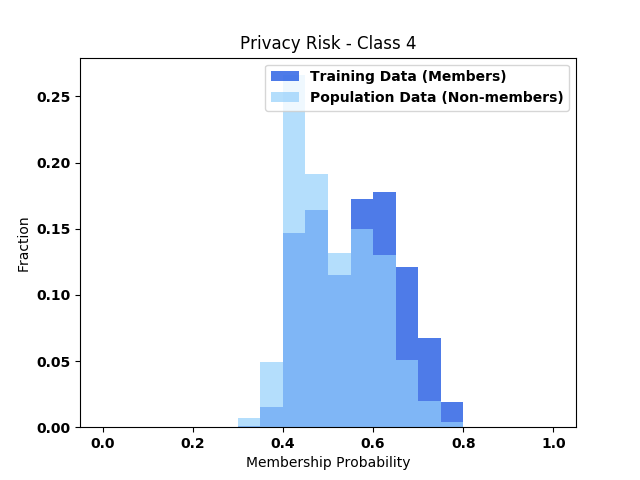 Privacy Risk - Class 4
Training Data (Members)
Population Data (Non-members)
0.25
0.20
0.15
0.10
0.05
0.00
Fraction
0.0 0.2 0.4 0.6 0.8 1.0
Membership Probability